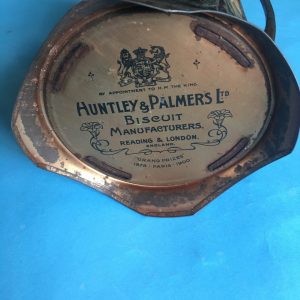 BY APPOINTMENT TO H.M. THE KING.
HUNTLEY & PALMERS LTD
BISCUIT
MANUFACTURERS,
READING & LONDON.
ENGLAND.
"GRAND PRIZES"
1878 · PARIS · 1900